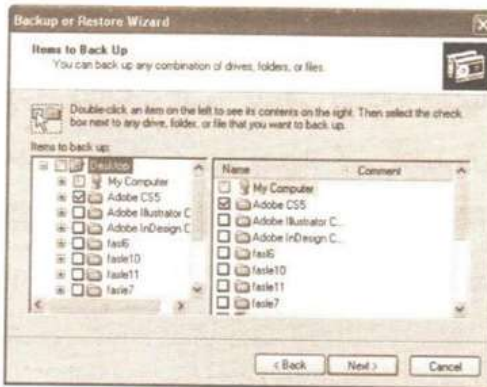 Backup or Restore Wizard
Items to Back Up
You can back up any combination of drives, folders, or files.
Double-click an item on the left to see its contents on the right. Then select the check
box next to any drive, folder, or file that you want to back up.
Items to back up:
Desktop
My Computer
Adobe CS5
Adobe Illustrator C
Adobe InDesign C
fasl6
fasle10
fasle11
fasle7
Name Comment
My Computer
Adobe CS5
Adobe Illustrator C...
Adobe InDesign C...
fasl6
fasle10
fasle11
fasle7
< Back Next > Cancel